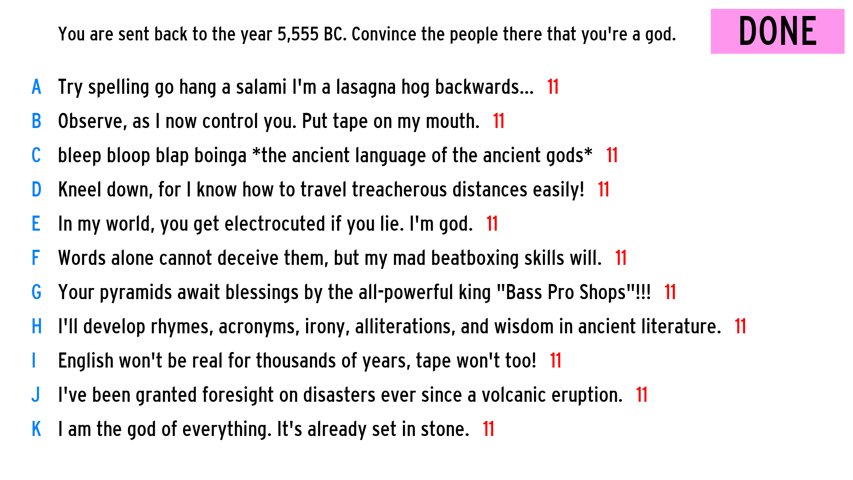 You are sent back to the year 5,555 BC. Convince the people there that you're a god.
DONE
A Try spelling go hang a salami I'm a lasagna hog backwards... 11
B Observe, as I now control you. Put tape on my mouth. 11
C bleep bloop blap boinga *the ancient language of the ancient gods* 11
D Kneel down, for I know how to travel treacherous distances easily! 11
E In my world, you get electrocuted if you lie. I'm god. 11
F Words alone cannot deceive them, but my mad beatboxing skills will. 11
G Your pyramids await blessings by the all-powerful king "Bass Pro Shops"!!! 11
H I'll develop rhymes, acronyms, irony, alliterations, and wisdom in ancient literature. 11
I English won't be real for thousands of years, tape won't too! 11
J I've been granted foresight on disasters ever since a volcanic eruption. 11
K I am the god of everything. It's already set in stone. 11